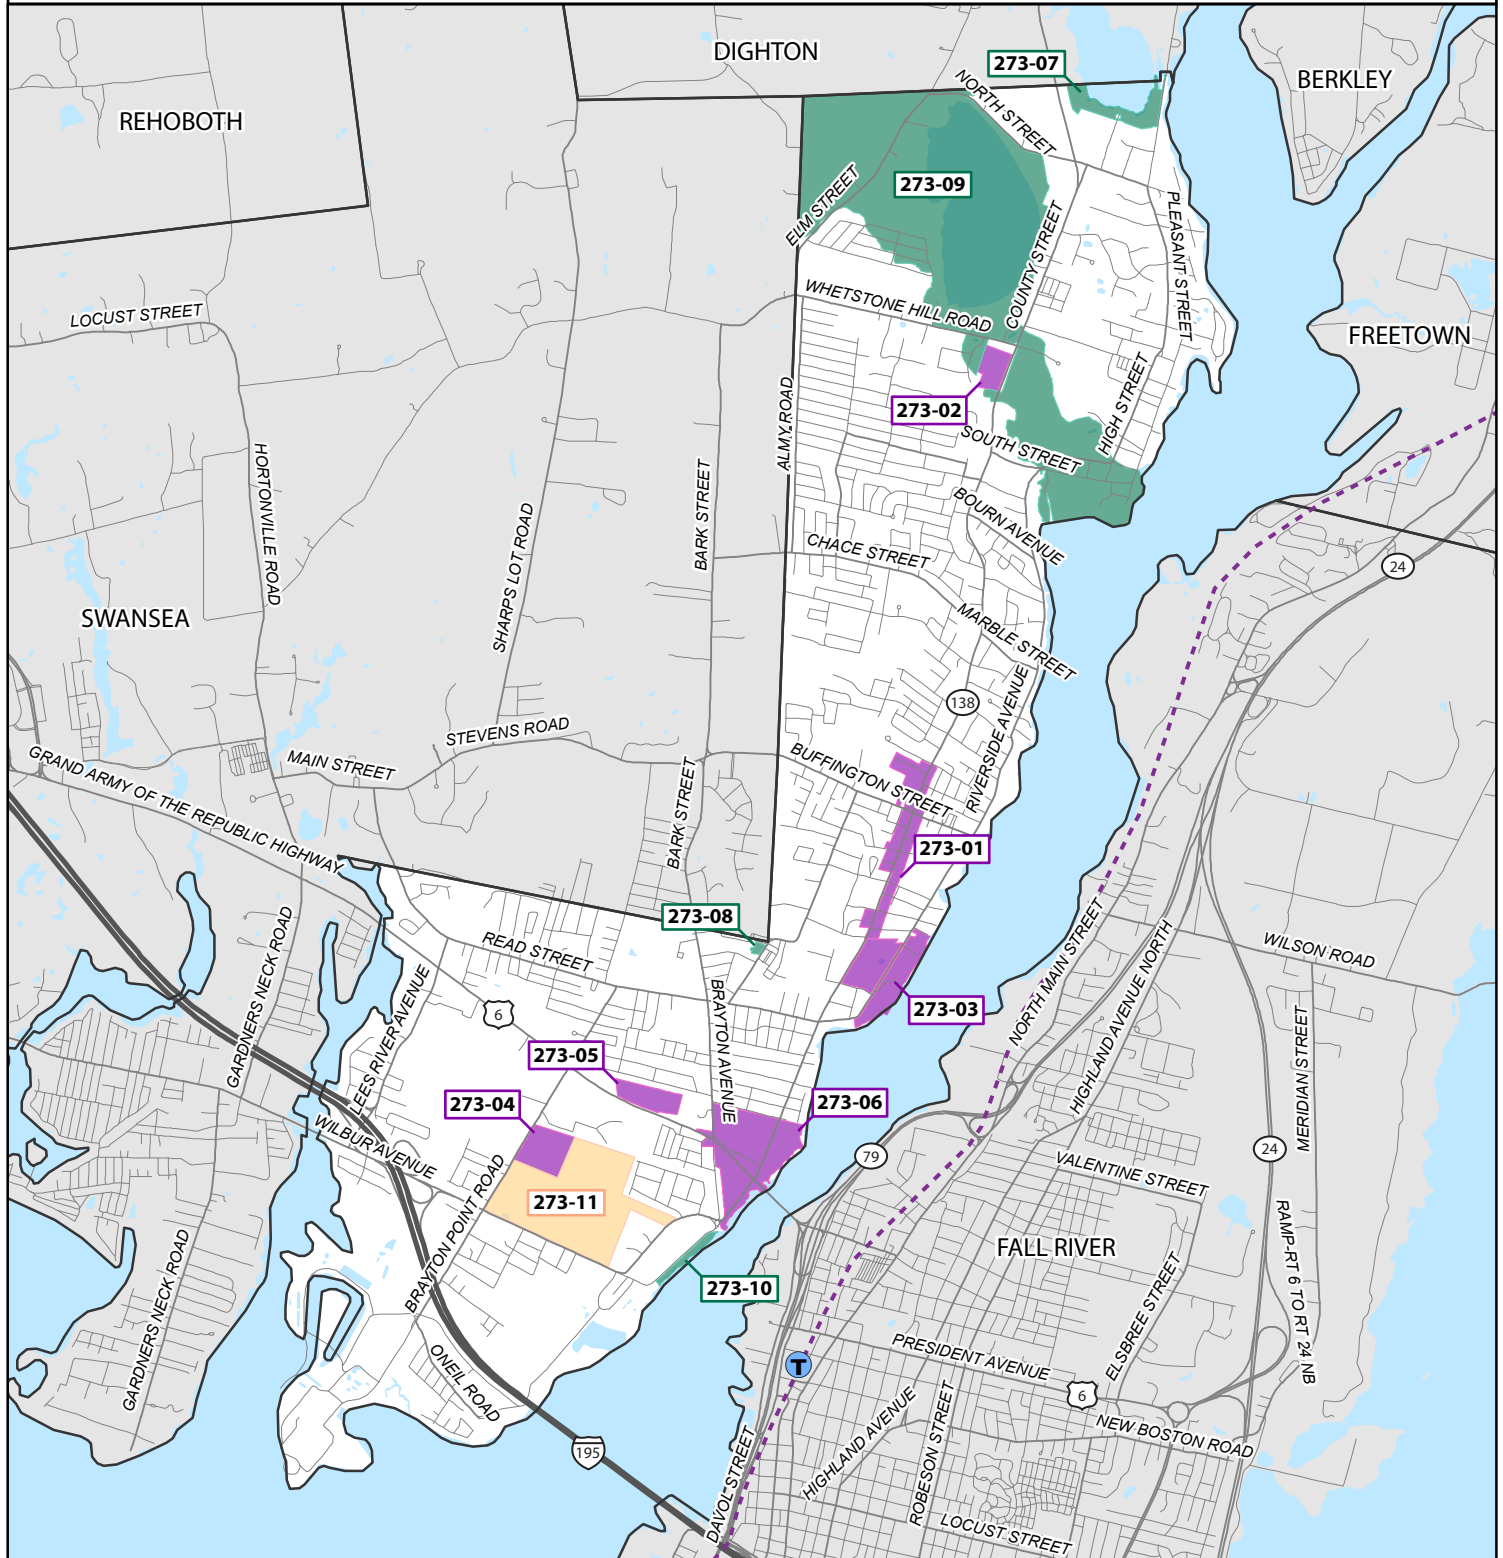 DIGHTON
273-07
BERKLEY
NORTH STREET
REHOBOTH
273-09
ELM STREET
PLEASANT STREET
COUNTY STREET
WHETSTONE HILL ROAD
LOCUST STREET
FREETOWN
273-02
ALMY ROAD
HIGH STREET
SOUTH STREET
HORTONVILLE ROAD
BARK STREET
SHARPS LOT ROAD
BOURN AVENUE
CHACE STREET
24
SWANSEA
MARBLE STREET
138
RIVERSIDE AVENUE
STEVENS ROAD
MAIN STREET
GRAND ARMY OF THE REPUBLIC HIGHWAY
BUFFINGTON STREET
BARK STREET
273-01
273-08
READ STREET
GARDNERS NECK ROAD
WILSON ROAD
NORTH MAIN STREET
HIGHLAND AVENUE NORTH
LEES RIVER AVENUE
6
BRAYTON AVENUE
273-03
MERIDIAN STREET
273-05
273-04
273-06
WILBUR AVENUE
79
24
VALENTINE STREET
BRAYTON POINT ROAD
273-11
FALL RIVER
RAMP-RT 6 TO RT 24 NB
GARDNERS NECK ROAD
273-10
ELSBREE STREET
ONEIL ROAD
T
PRESIDENT AVENUE
6
HIGHLAND AVENUE
ROBESON STREET
NEW BOSTON ROAD
195
DAVOL STREET
LOCUST STREET